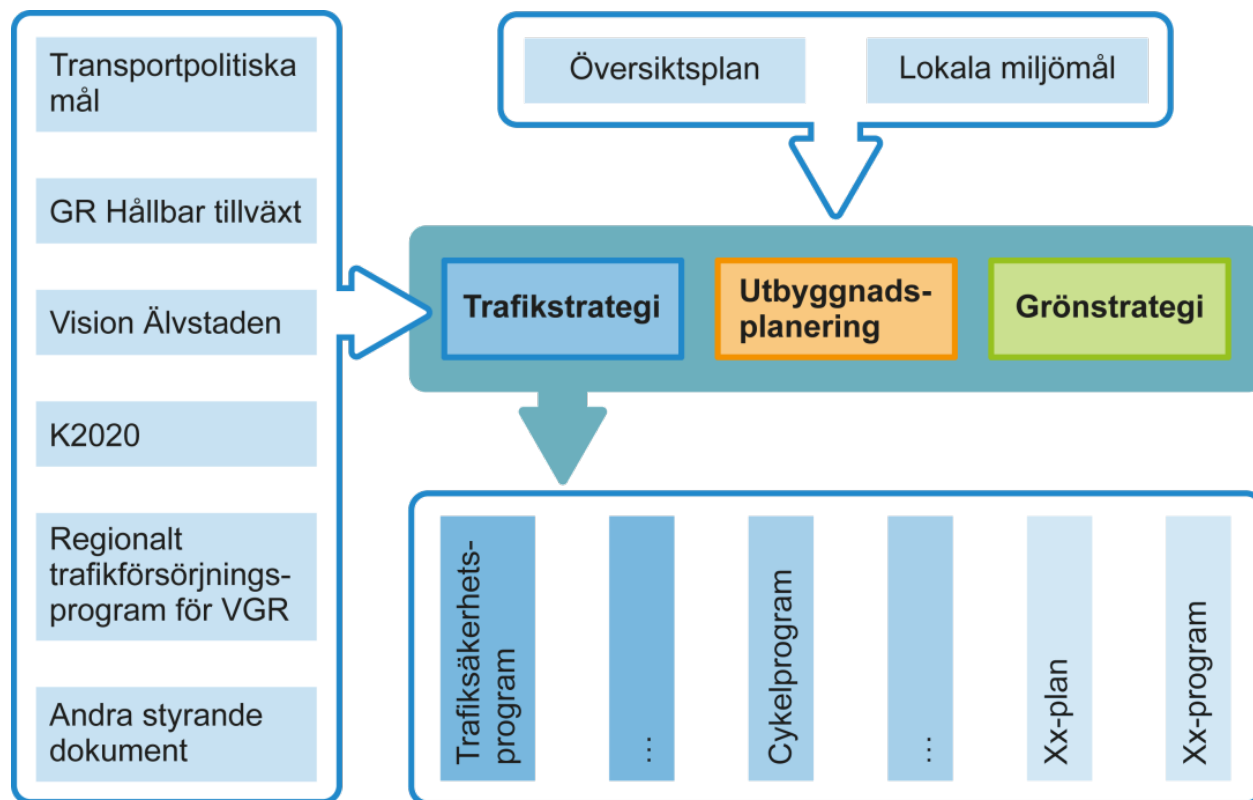 Transportpolitiska
mål
GR Hållbar tillväxt
Vision Älvstaden
K2020
Regionalt
trafikförsörjnings-
program för VGR
Andra styrande
dokument
Översiktsplan
Lokala miljömål
Trafikstrategi
Utbyggnads-
planering
Grönstrategi
Trafiksäkerhets-
program
...
Cykelprogram
...
Xx-plan
Xx-program